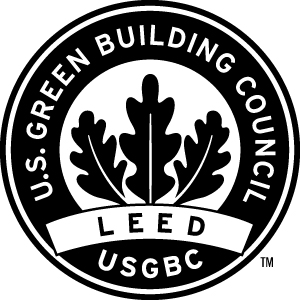 U.S. GREEN BUILDING COUNCIL
LEED
USGBC
TM